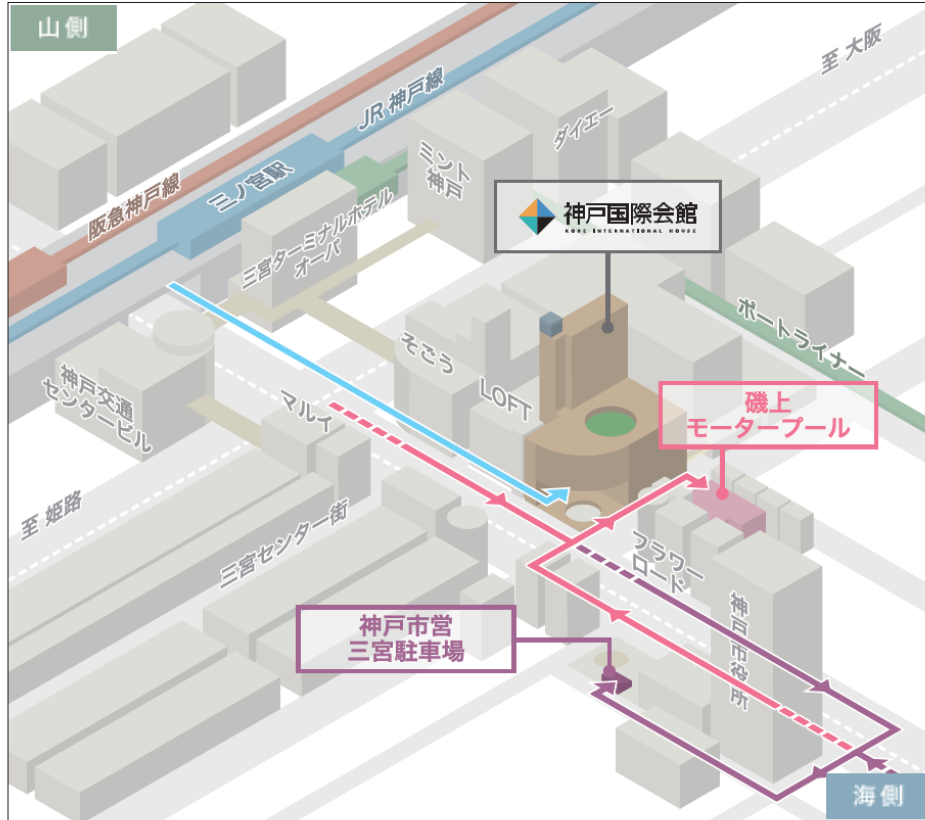 山側
至 大阪
JR 神戸線
ダイエー
ミント
神戸
三ノ宮駅
阪急神戸線
神戸国際会館
KOBE INTERNATIONAL HOUSE
三宮ターミナルホテル
オーパ
ポートライナー
そごう
神戸交通
センタービル
マルイ
LOFT
磯上
モータープール
至 姫路
三宮センター街
フラワー
ロード
神戸市役所
神戸市営
三宮駐車場
海側